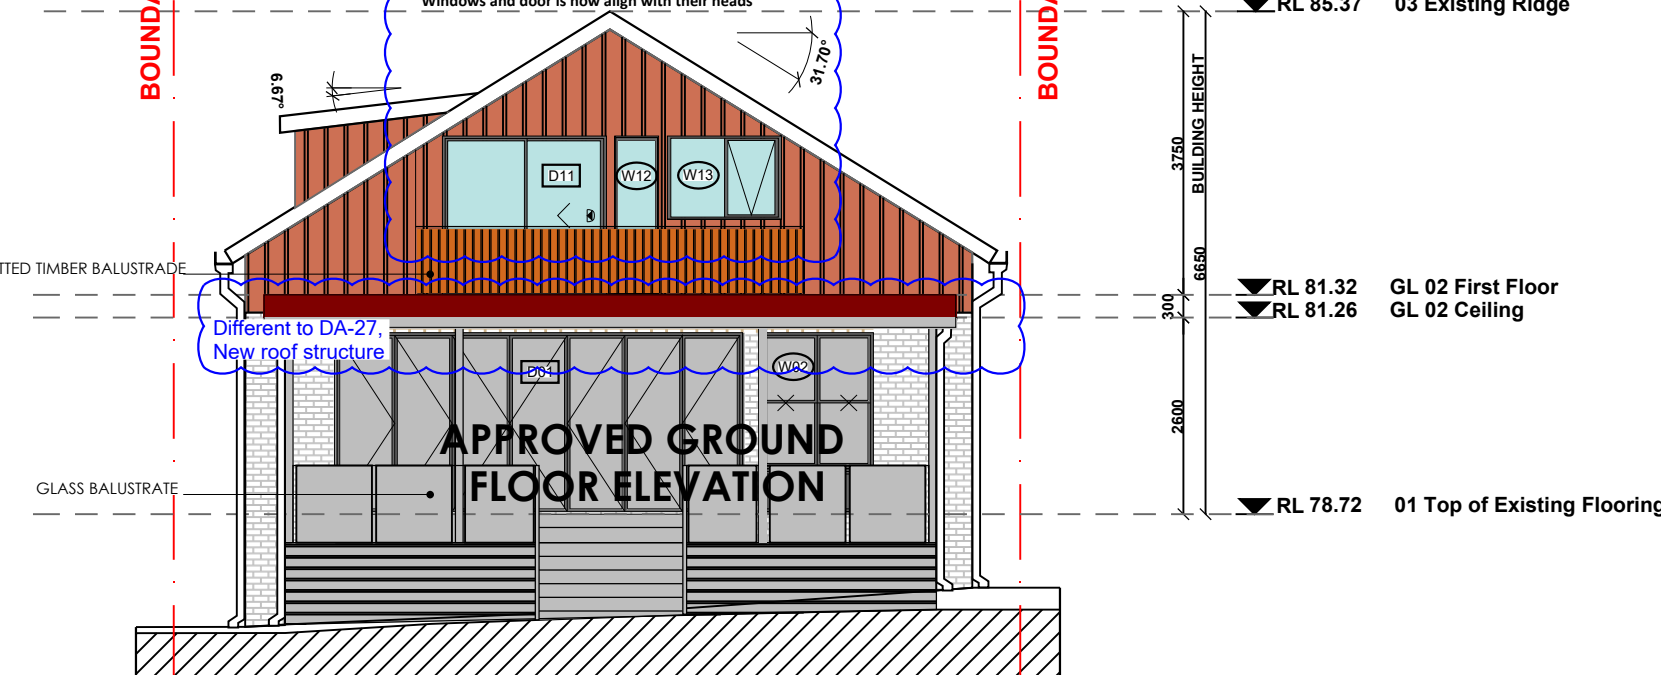 Windows and door is now align with their heads
RL 85.37 03 Existing Ridge
BOUNDA
BOUNDA
6.67°
31.70°
3750
BUILDING HEIGHT
D11
W12
W13
TTED TIMBER BALUSTRADE
6650
RL 81.32 GL 02 First Floor
300
RL 81.26 GL 02 Ceiling
Different to DA-27,
New roof structure
D01
W02
2600
APPROVED GROUND
FLOOR ELEVATION
GLASS BALUSTRATE
RL 78.72 01 Top of Existing Flooring